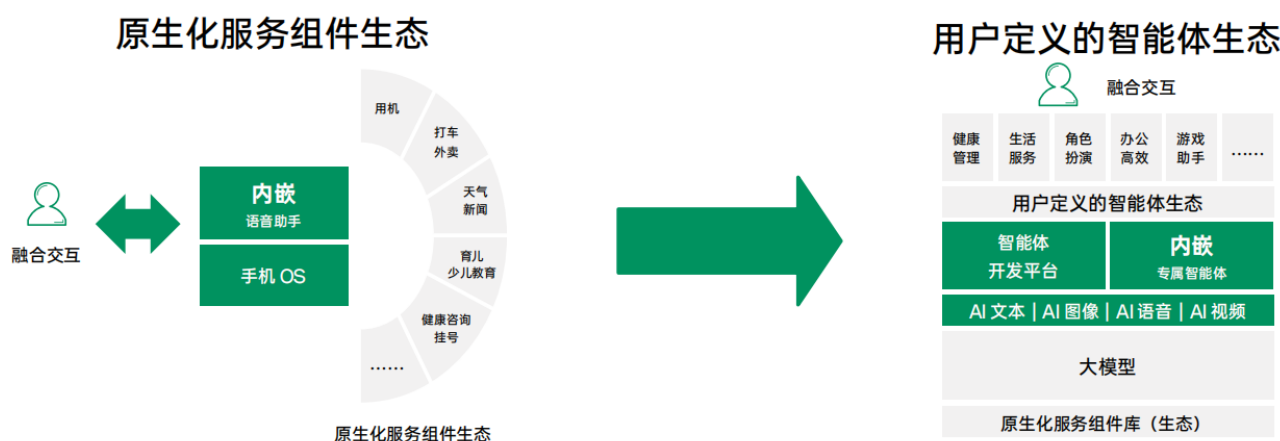 原生化服务组件生态
融合交互
内嵌
语音助手
手机 OS
用机
打车
外卖
天气
新闻
育儿
少儿教育
健康咨询
挂号
……
原生化服务组件生态
用户定义的智能体生态
融合交互
健康
管理
生活
服务
角色
扮演
办公
高效
游戏
助手
……
用户定义的智能体生态
智能体
开发平台
内嵌
专属智能体
AI 文本 | AI 图像 | AI 语音 | AI 视频
大模型
原生化服务组件库（生态）